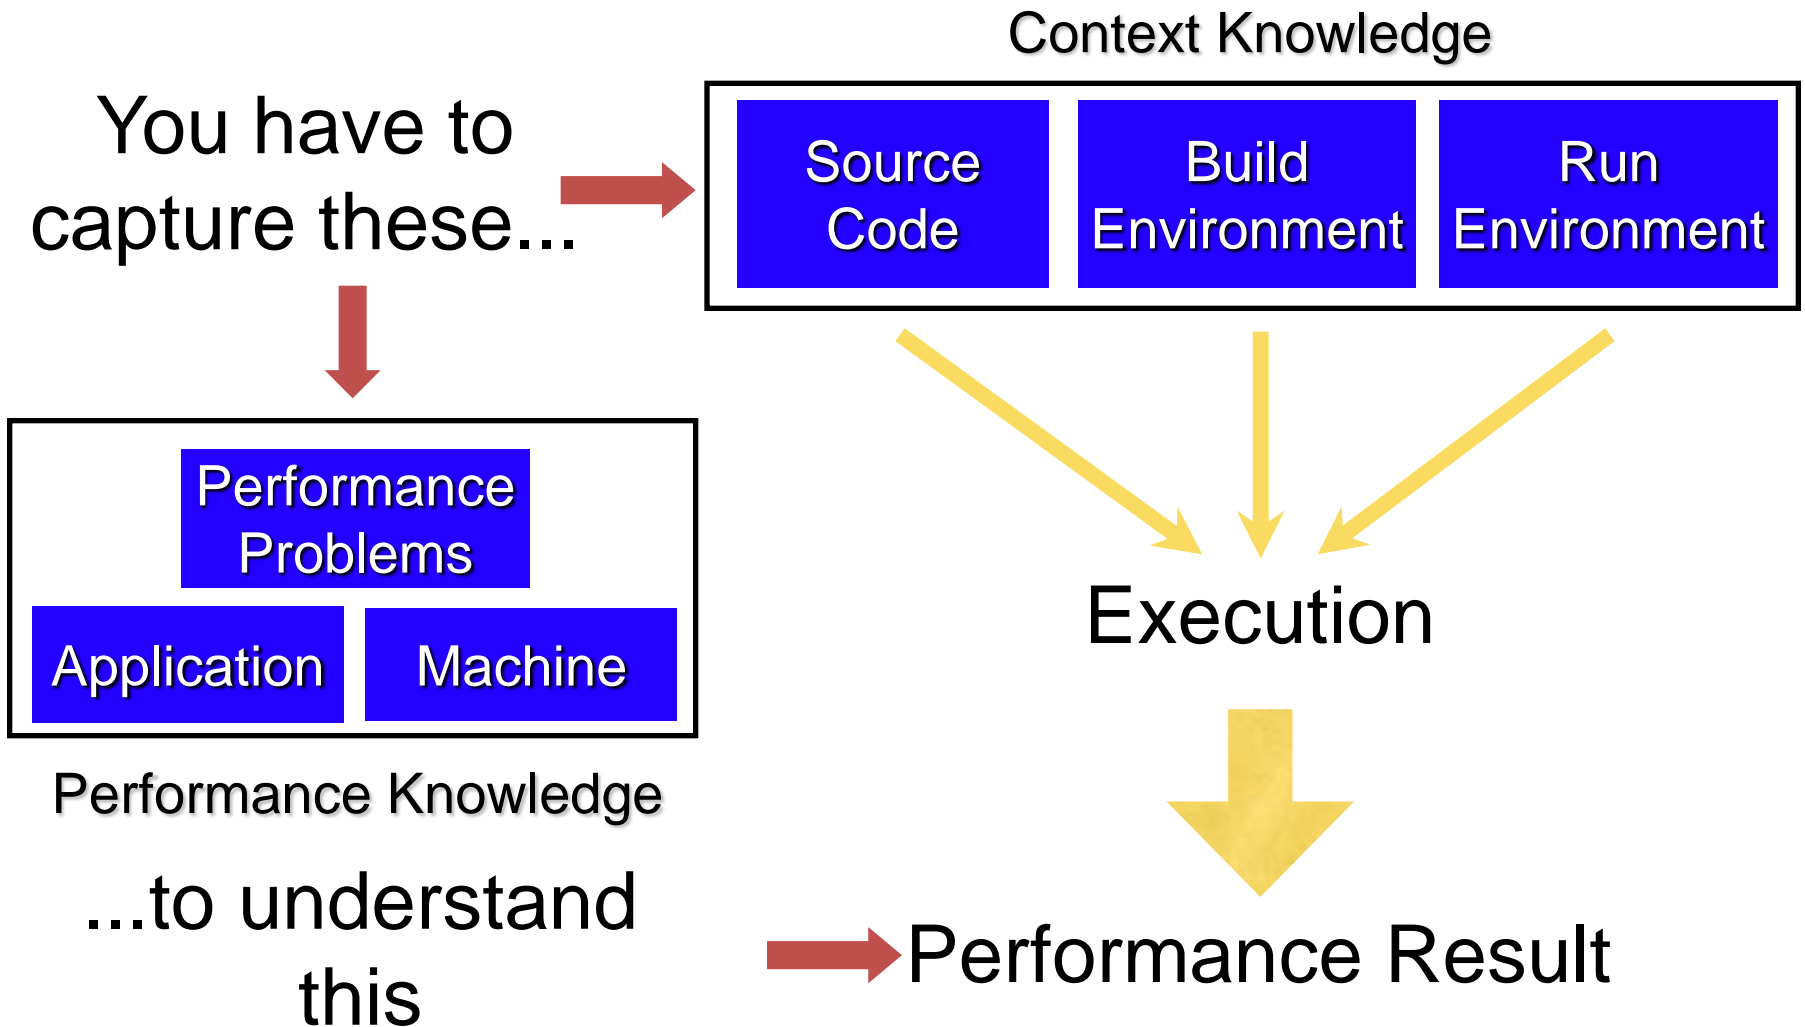 Context Knowledge
You have to
capture these...
Source
Code
Build
Environment
Run
Environment
Performance
Problems
Application
Machine
Performance Knowledge
Execution
...to understand
this
Performance Result